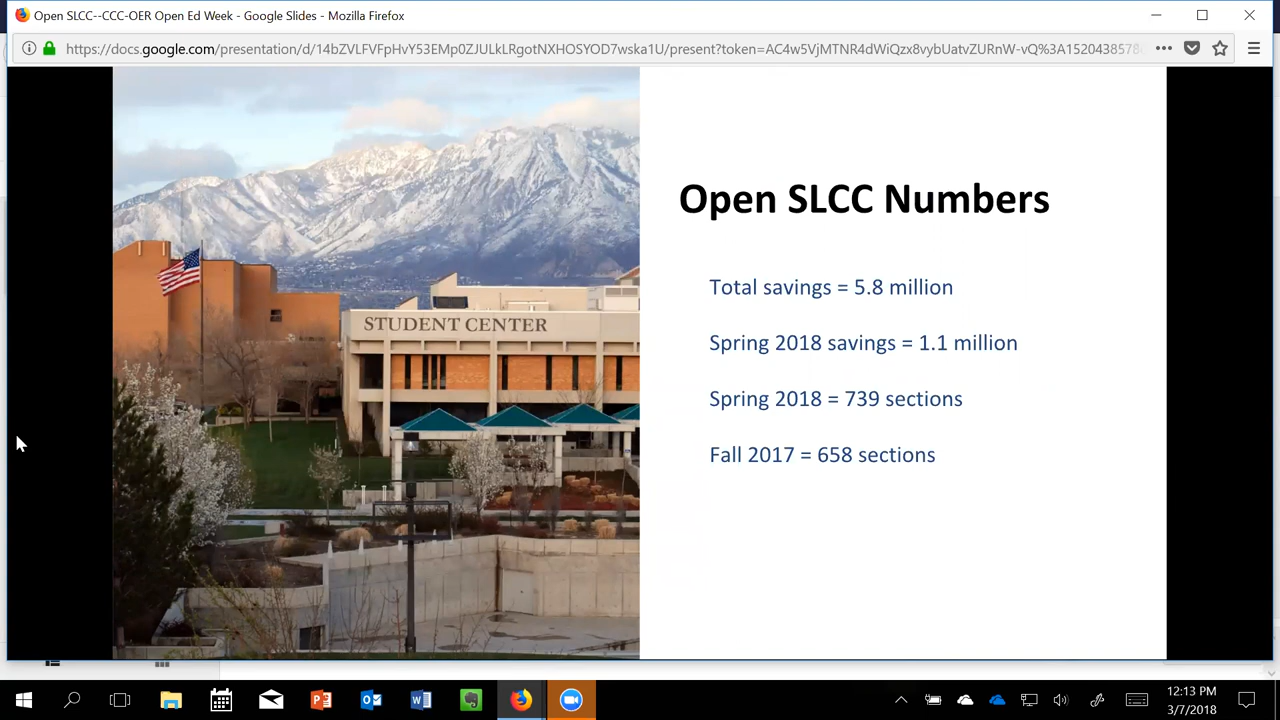 Open SLCC--CCC-OER Open Ed Week - Google Slides - Mozilla Firefox
https://docs.google.com/presentation/d/14bZVLFVFpHvY53EMp0ZJULkLRgotNXHOSYOD7wska1U/present?token=AC4w5VjMTNR4dWiQzx8vybUatvZURnW-vQ%3A1520438578
STUDENT CENTER
Open SLCC Numbers
Total savings = 5.8 million
Spring 2018 savings = 1.1 million
Spring 2018 = 739 sections
Fall 2017 = 658 sections
12:13 PM
3/7/2018